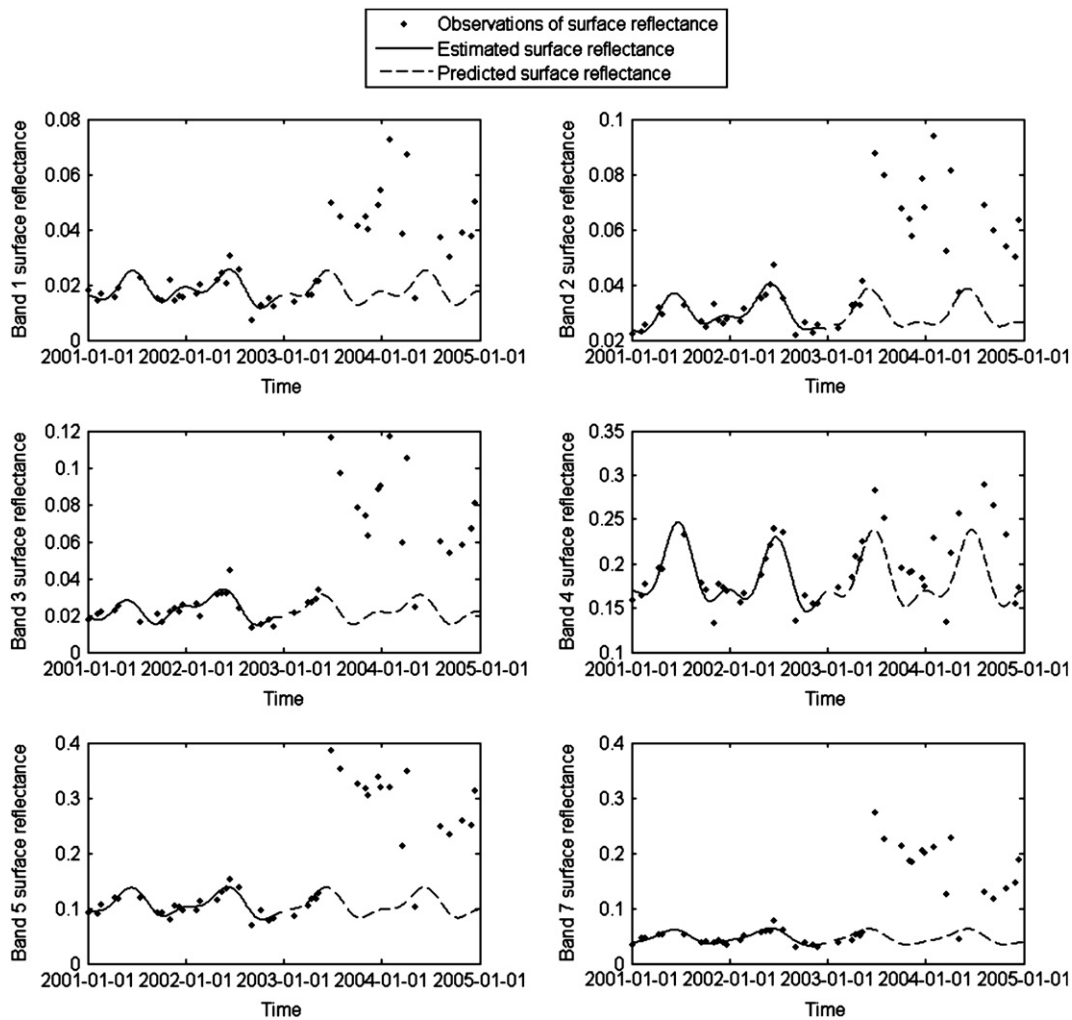 Observations of surface reflectance
Estimated surface reflectance
Predicted surface reflectance
Band 1 surface reflectance
0.08
0.06
0.04
0.02
0
2001-01-01 2002-01-01 2003-01-01 2004-01-01 2005-01-01
Time
Band 2 surface reflectance
0.1
0.08
0.06
0.04
0.02
2001-01-01 2002-01-01 2003-01-01 2004-01-01 2005-01-01
Time
Band 3 surface reflectance
0.12
0.1
0.08
0.06
0.04
0.02
0
2001-01-01 2002-01-01 2003-01-01 2004-01-01 2005-01-01
Time
Band 4 surface reflectance
0.35
0.3
0.25
0.2
0.15
0.1
2001-01-01 2002-01-01 2003-01-01 2004-01-01 2005-01-01
Time
Band 5 surface reflectance
0.4
0.3
0.2
0.1
0
2001-01-01 2002-01-01 2003-01-01 2004-01-01 2005-01-01
Time
Band 7 surface reflectance
0.4
0.3
0.2
0.1
0
2001-01-01 2002-01-01 2003-01-01 2004-01-01 2005-01-01
Time